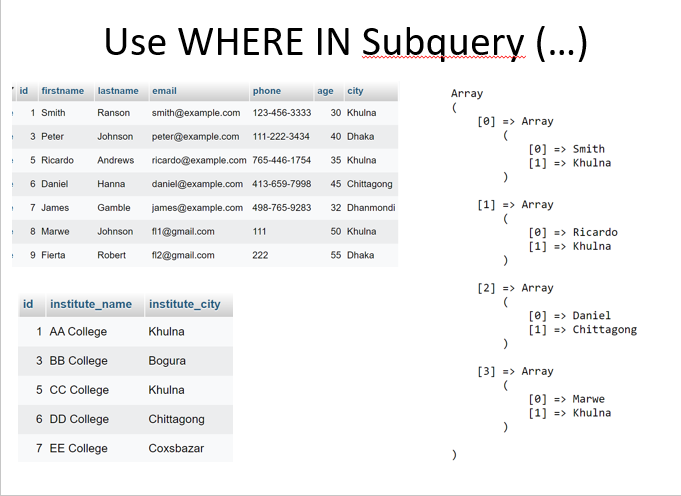 Use WHERE IN Subquery (…)
id firstname lastname email phone age city
1 Smith Ranson smith@example.com 123-456-3333 30 Khulna
3 Peter Johnson peter@example.com 111-222-3434 40 Dhaka
5 Ricardo Andrews ricardo@example.com 765-446-1754 35 Khulna
6 Daniel Hanna daniel@example.com 413-659-7998 45 Chittagong
7 James Gamble james@example.com 498-765-9283 32 Dhanmondi
8 Marwe Johnson fl1@gmail.com 111 50 Khulna
9 Fierta Robert fl2@gmail.com 222 55 Dhaka
id institute_name institute_city
1 AA College Khulna
3 BB College Bogura
5 CC College Khulna
6 DD College Chittagong
7 EE College Coxsbazar
Array
(
[0] => Array
(
[0] => Smith
[1] => Khulna
)
[1] => Array
(
[0] => Ricardo
[1] => Khulna
)
[2] => Array
(
[0] => Daniel
[1] => Chittagong
)
[3] => Array
(
[0] => Marwe
[1] => Khulna
)
)